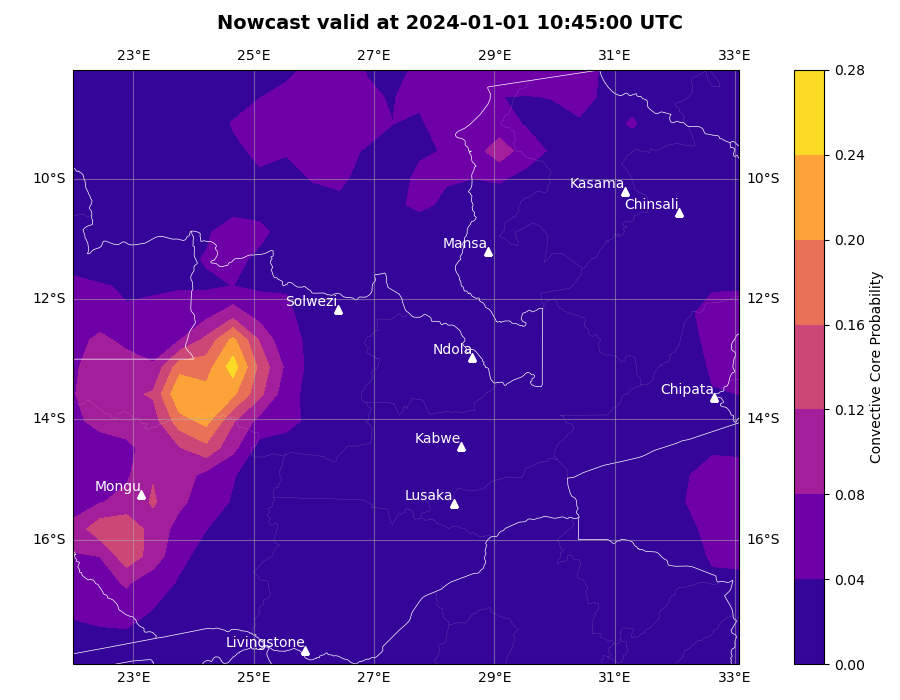 Nowcast valid at 2024-01-01 10:45:00 UTC
23°E 25°E 27°E 29°E 31°E 33°E
0.28
0.24
10°S 10°S
Kasama
Chinsali
0.20
Mansa
12°S 12°S
Solwezi
0.16
Ndola
Chipata
Convective Core Probability
0.12
14°S 14°S
Kabwe
Mongu
Lusaka
0.08
16°S 16°S
0.04
Livingstone
0.00
23°E 25°E 27°E 29°E 31°E 33°E